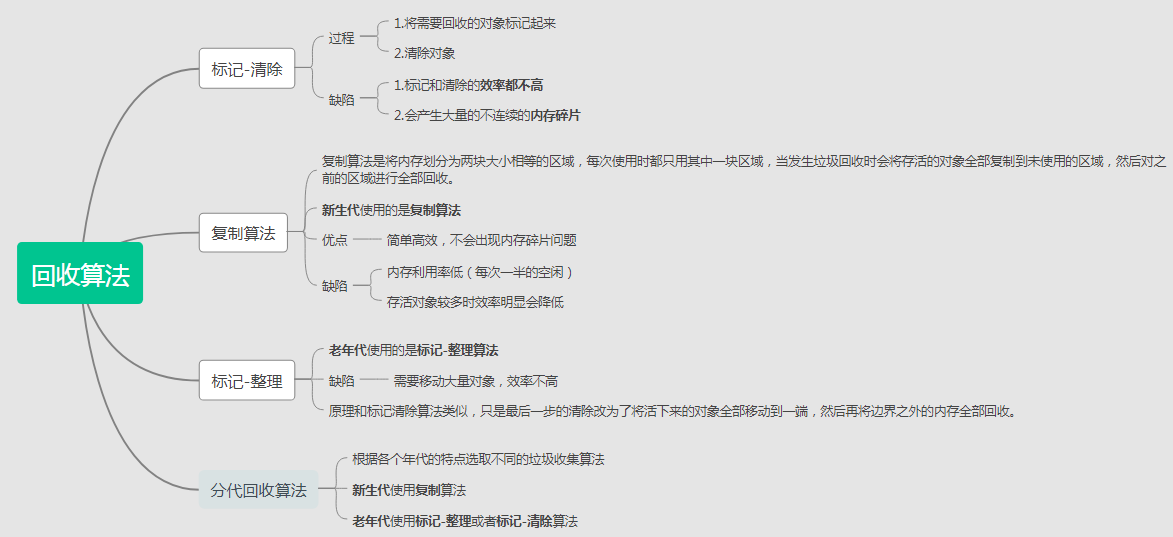 回收算法
标记-清除
过程
1.将需要回收的对象标记起来
2.清除对象
缺陷
1.标记和清除的效率都不高
2.会产生大量的不连续的内存碎片
复制算法
复制算法是将内存划分为两块大小相等的区域，每次使用时都只用其中一块区域，当发生垃圾回收时会将存活的对象全部复制到未使用的区域，然后对之
前的区域进行全部回收。
新生代使用的是复制算法
优点
简单高效，不会出现内存碎片问题
缺陷
内存利用率低（每次一半的空闲）
存活对象较多时效率明显会降低
标记-整理
老年代使用的是标记-整理算法
缺陷
需要移动大量对象，效率不高
原理和标记清除算法类似，只是最后一步的清除改为了将活下来的对象全部移动到一端，然后再将边界之外的内存全部回收。
分代回收算法
根据各个年代的特点选取不同的垃圾收集算法
新生代使用复制算法
老年代使用标记-整理或者标记-清除算法